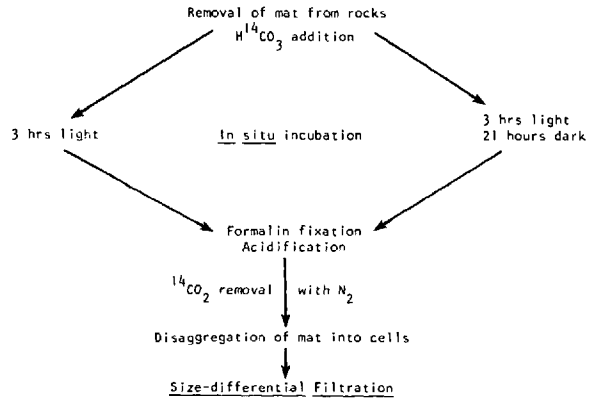 Removal of mat from rocks
H¹⁴CO₃ addition
3 hrs light
In situ incubation
3 hrs light
21 hours dark
Formalin fixation
Acidification
¹⁴CO₂ removal with N₂
Disaggregation of mat into cells
Size-differential Filtration